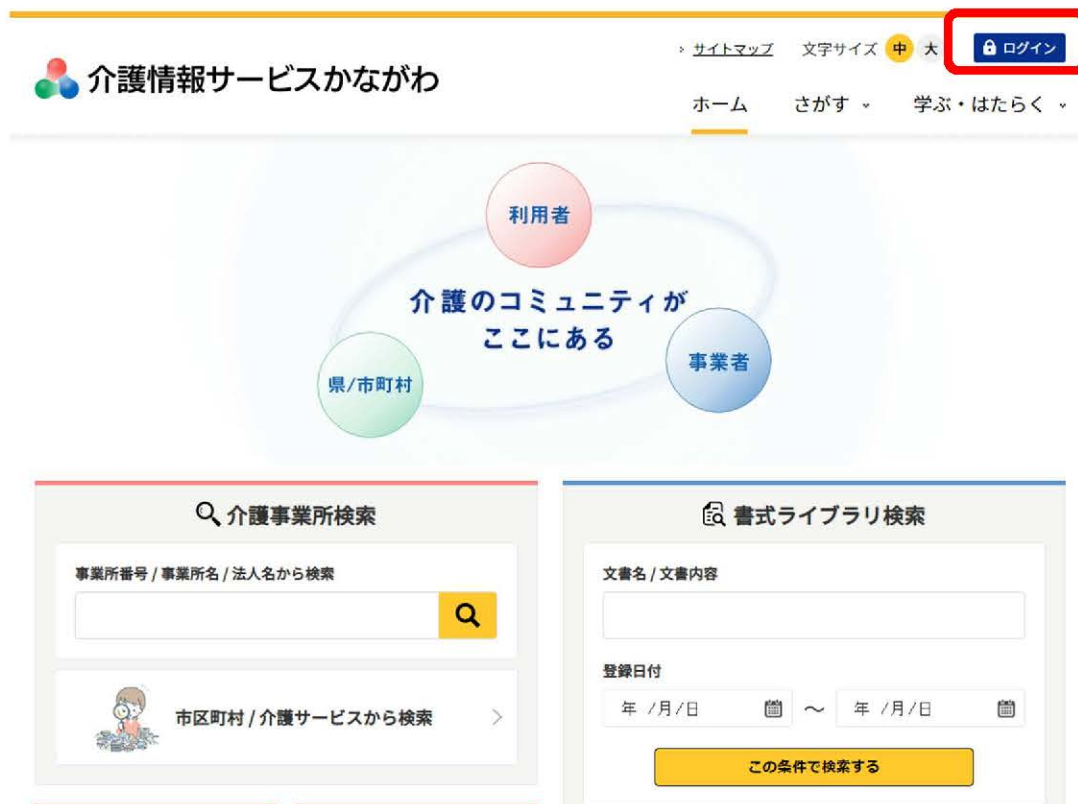 サイトマップ 文字サイズ 中 大 ログイン
介護情報サービスかながわ
ホーム さがす 学ぶ・はたらく
利用者
介護のコミュニティが
ここにある
事業者
県/市町村
介護事業所検索
事業所番号 / 事業所名 / 法人名から検索
市区町村 / 介護サービスから検索
書式ライブラリ検索
文書名 / 文書内容
登録日付
年 /月/日 ～ 年 /月/日
この条件で検索する